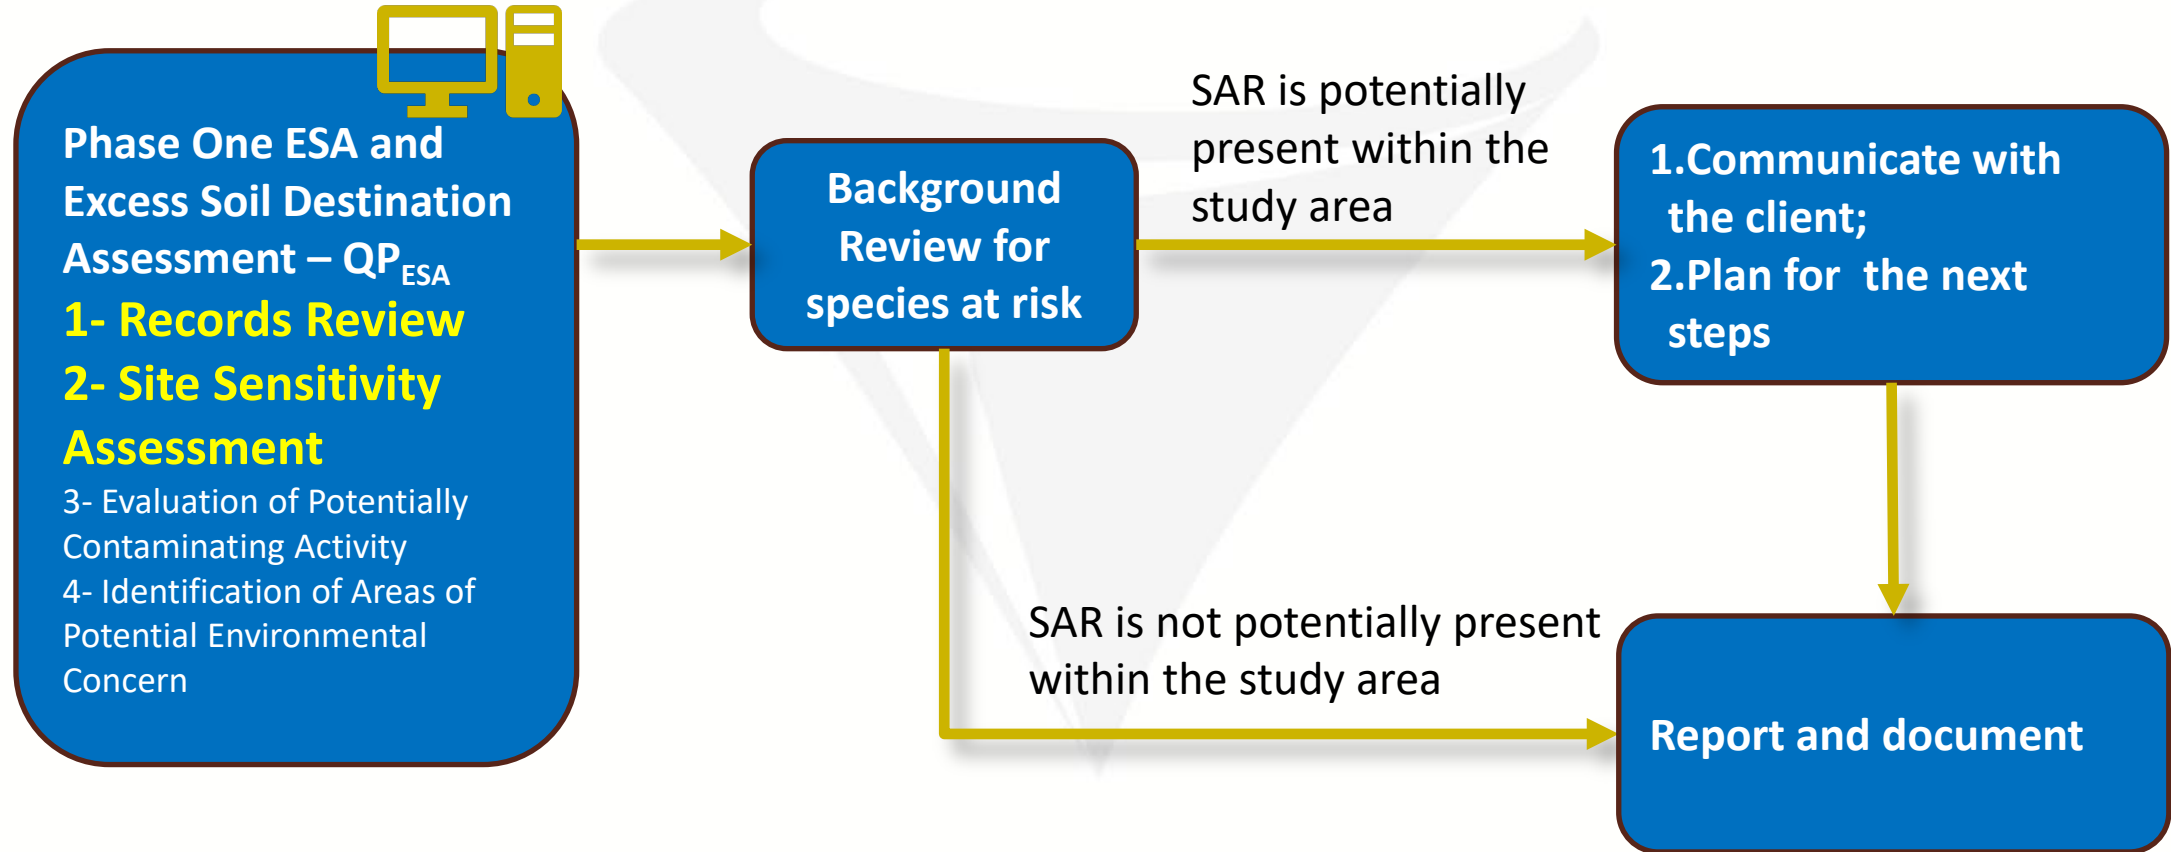 Phase One ESA and
Excess Soil Destination
Assessment – QPESA
1- Records Review
2- Site Sensitivity
Assessment
3- Evaluation of Potentially
Contaminating Activity
4- Identification of Areas of
Potential Environmental
Concern
Background
Review for
species at risk
SAR is potentially
present within the
study area
1.Communicate with
the client;
2.Plan for  the next
steps
SAR is not potentially present
within the study area
Report and document